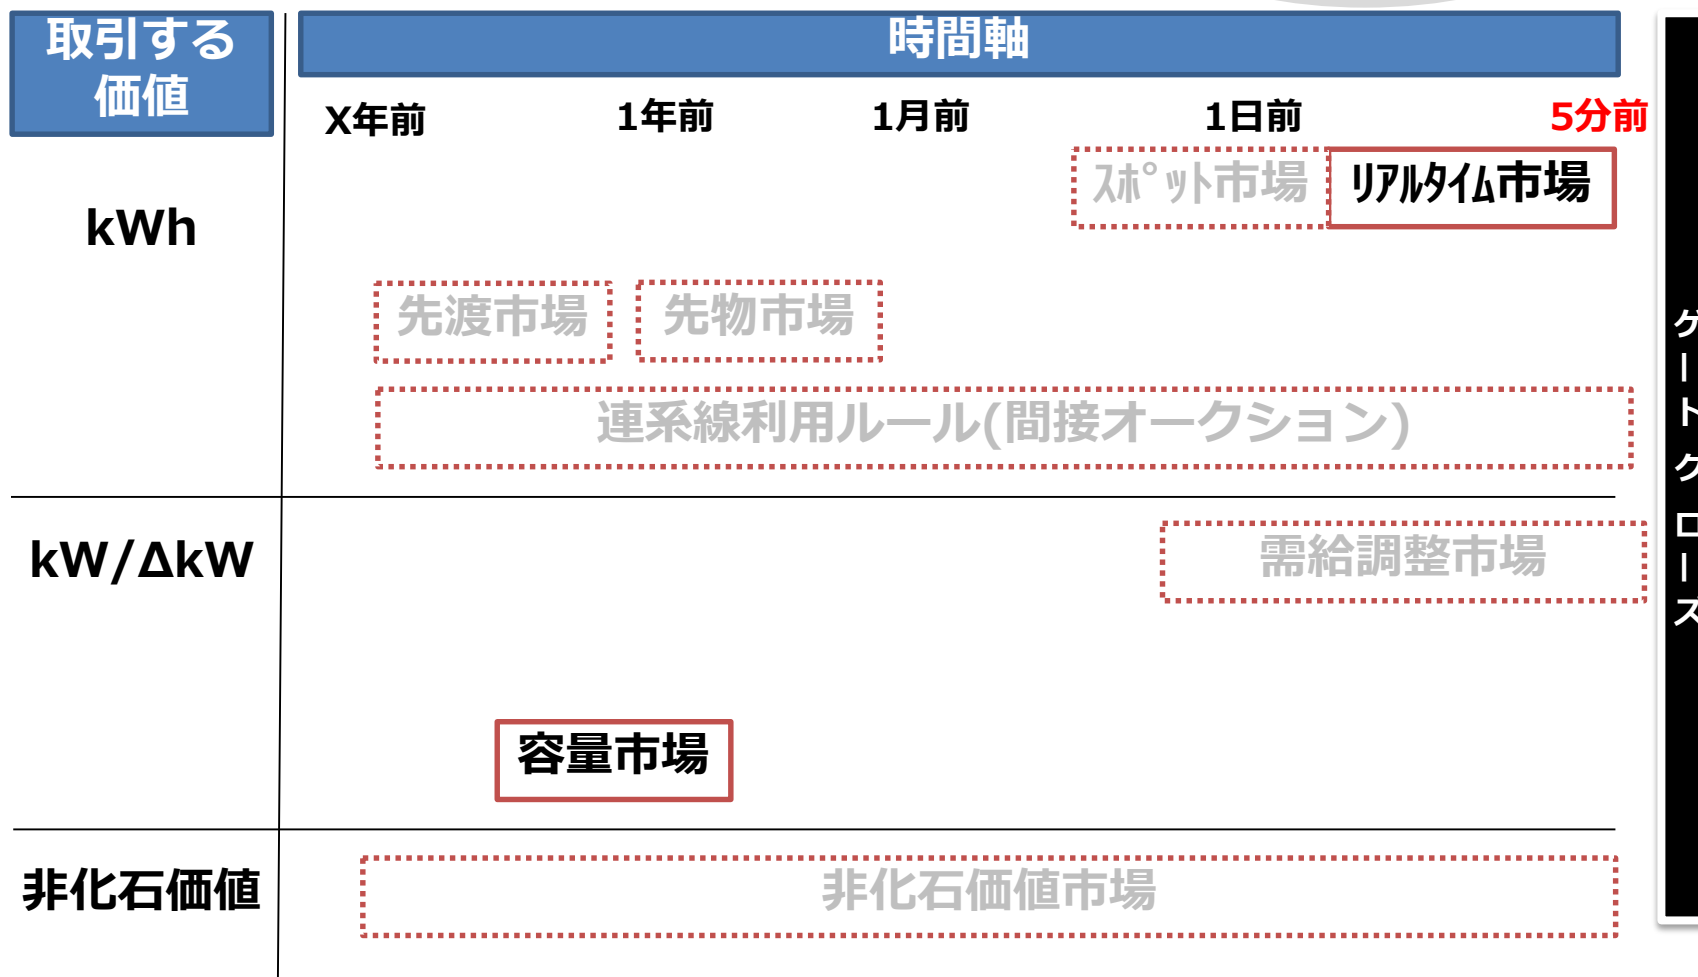 取引する
価値
時間軸
X年前
1年前
1月前
1日前
5分前
kWh
ｽﾎﾟｯﾄ市場
ﾘｱﾙﾀｲﾑ市場
先渡市場
先物市場
連系線利用ルール(間接オークション)
kW/ΔkW
需給調整市場
容量市場
非化石価値
非化石価値市場
ゲートクローズ